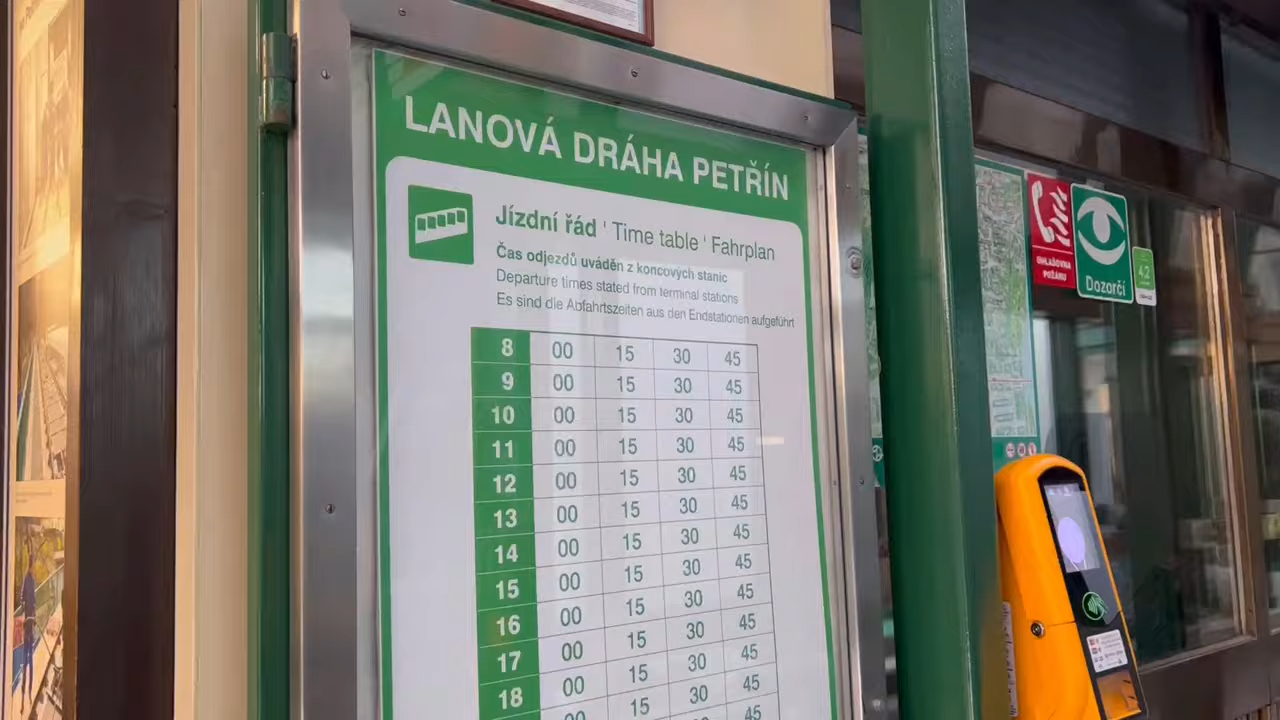 LANOVÁ DRÁHA PETŘÍN
Jízdní řád ' Time table ' Fahrplan
Čas odjezdů uváděn z koncových stanic
Departure times stated from terminal stations
Es sind die Abfahrtszeiten aus den Endstationen aufgeführt
8 00 15 30 45
9 00 15 30 45
10 00 15 30 45
11 00 15 30 45
12 00 15 30 45
13 00 15 30 45
14 00 15 30 45
15 00 15 30 45
16 00 15 30 45
17 00 15 30 45
18 00 15 30 45
00 15 30 45
OHLAŠOVNA
POŽÁRU
Dozorčí
4,2